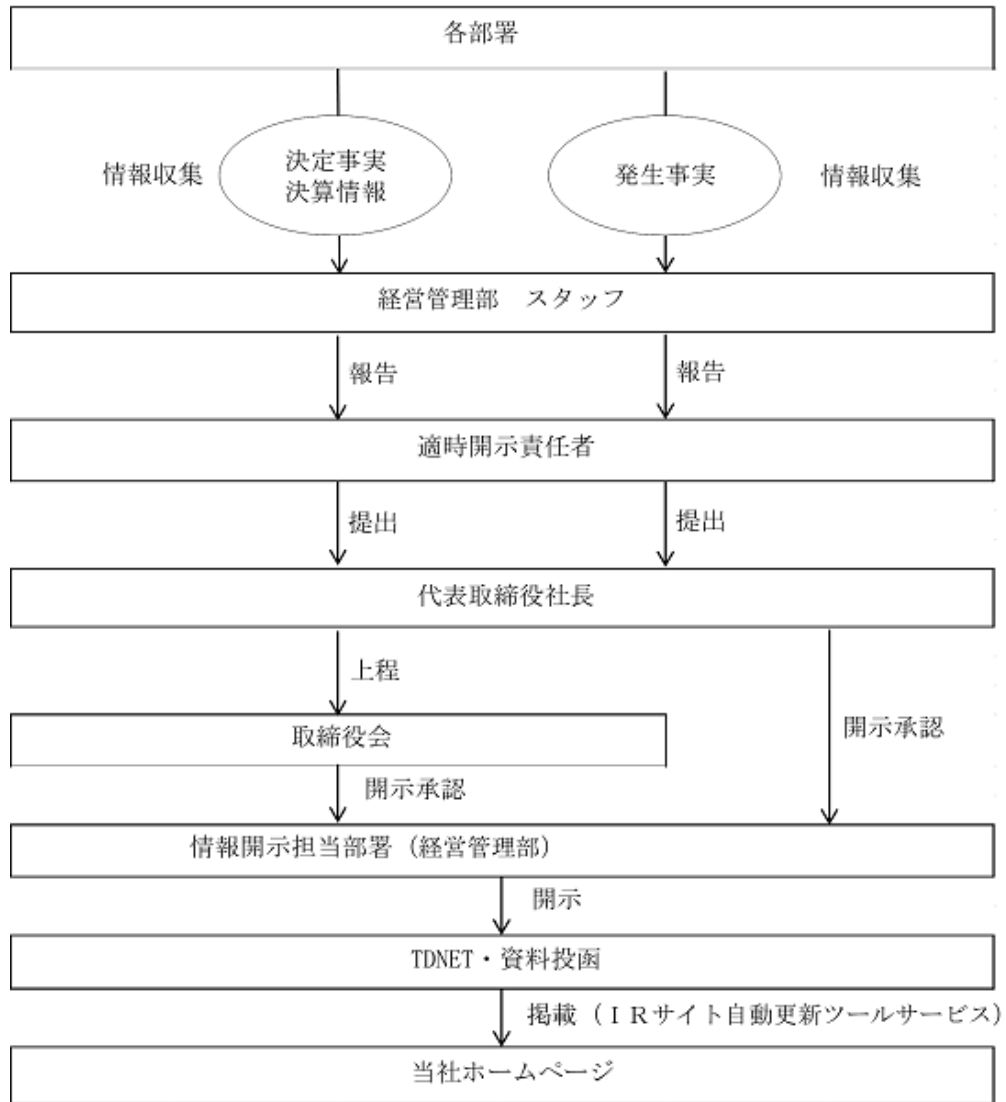 各部署
情報収集
決定事実
決算情報
発生事実
情報収集
経営管理部　スタッフ
報告
報告
適時開示責任者
提出
提出
代表取締役社長
上程
開示承認
取締役会
開示承認
情報開示担当部署（経営管理部）
開示
TDNET・資料投函
掲載（ＩＲサイト自動更新ツールサービス）
当社ホームページ